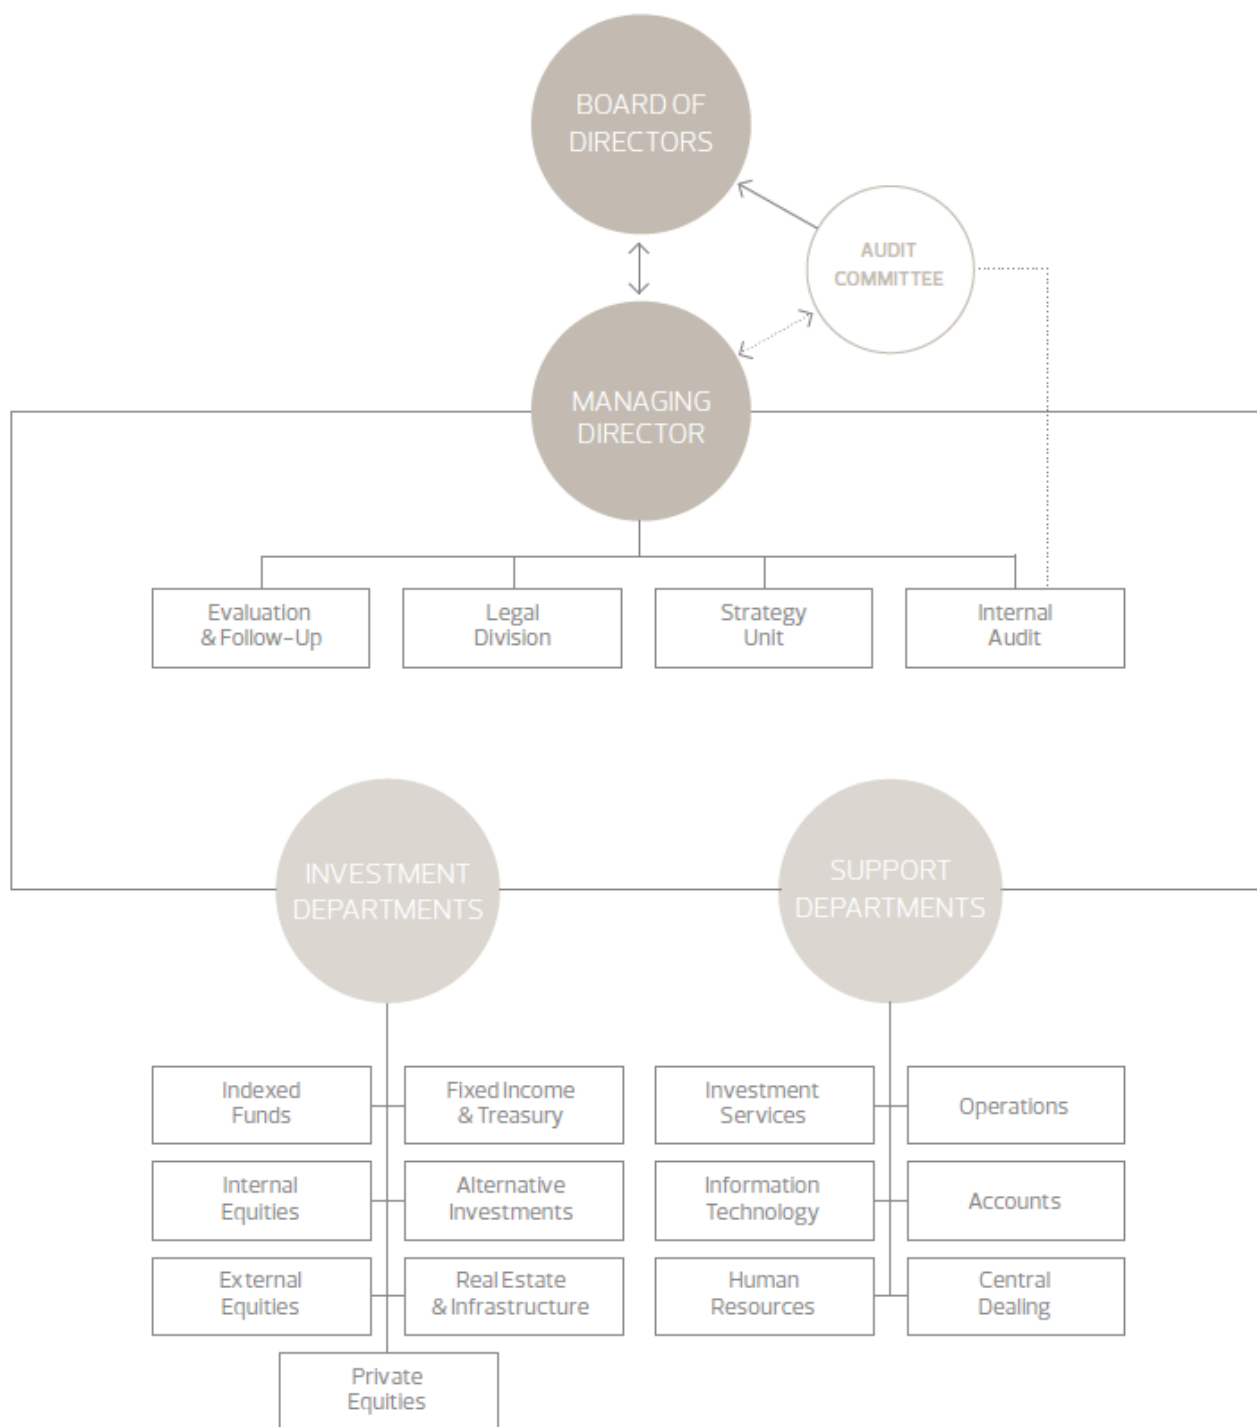 BOARD OF
DIRECTORS
AUDIT
COMMITTEE
MANAGING
DIRECTOR
Evaluation
& Follow-Up
Legal
Division
Strategy
Unit
Internal
Audit
INVESTMENT
DEPARTMENTS
SUPPORT
DEPARTMENTS
Indexed
Funds
Fixed Income
& Treasury
Investment
Services
Operations
Internal
Equities
Alternative
Investments
Information
Technology
Accounts
External
Equities
Real Estate
& Infrastructure
Human
Resources
Central
Dealing
Private
Equities